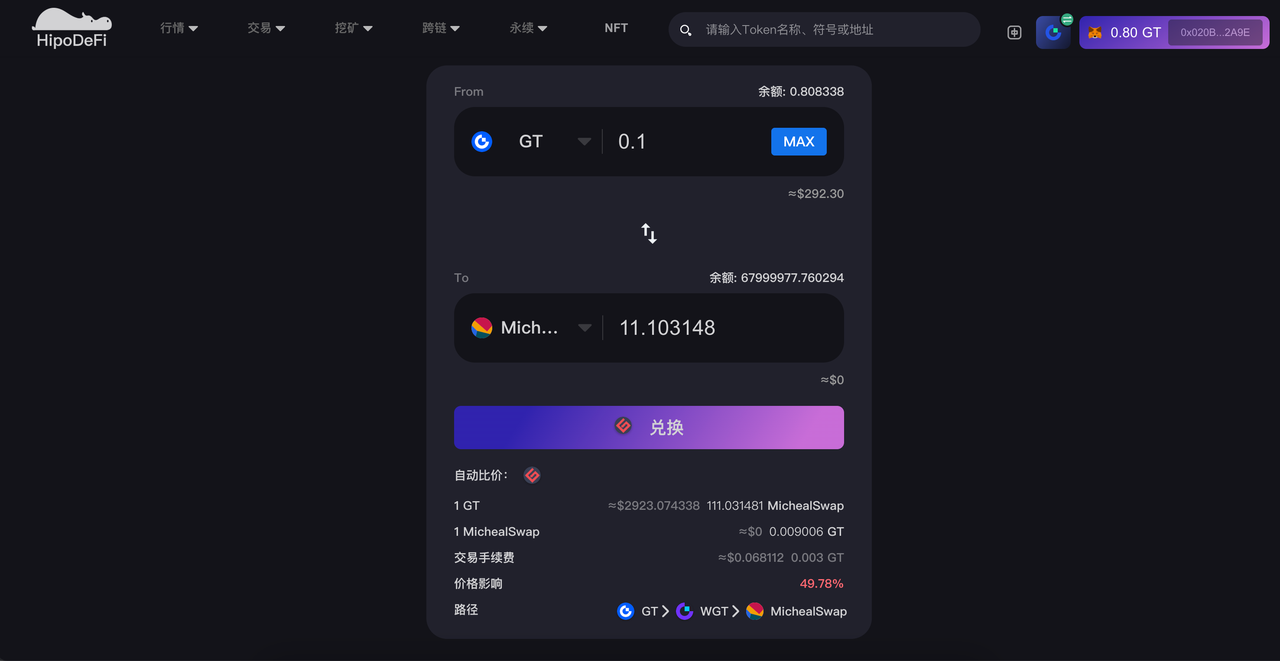 HipoDeFi 行情 交易 挖矿 跨链 永续 NFT 请输入Token名称、符号或地址 中 0.80 GT 0x020B...2A9E
From 余额: 0.808338
GT 0.1 MAX
≈$292.30
To 余额: 67999977.760294
Mich... 11.103148
≈$0
兑换
自动比价:
1 GT ≈$2923.074338 111.031481 MichealSwap
1 MichealSwap ≈$0 0.009006 GT
交易手续费 ≈$0.068112 0.003 GT
价格影响 49.78%
路径 GT > WGT > MichealSwap